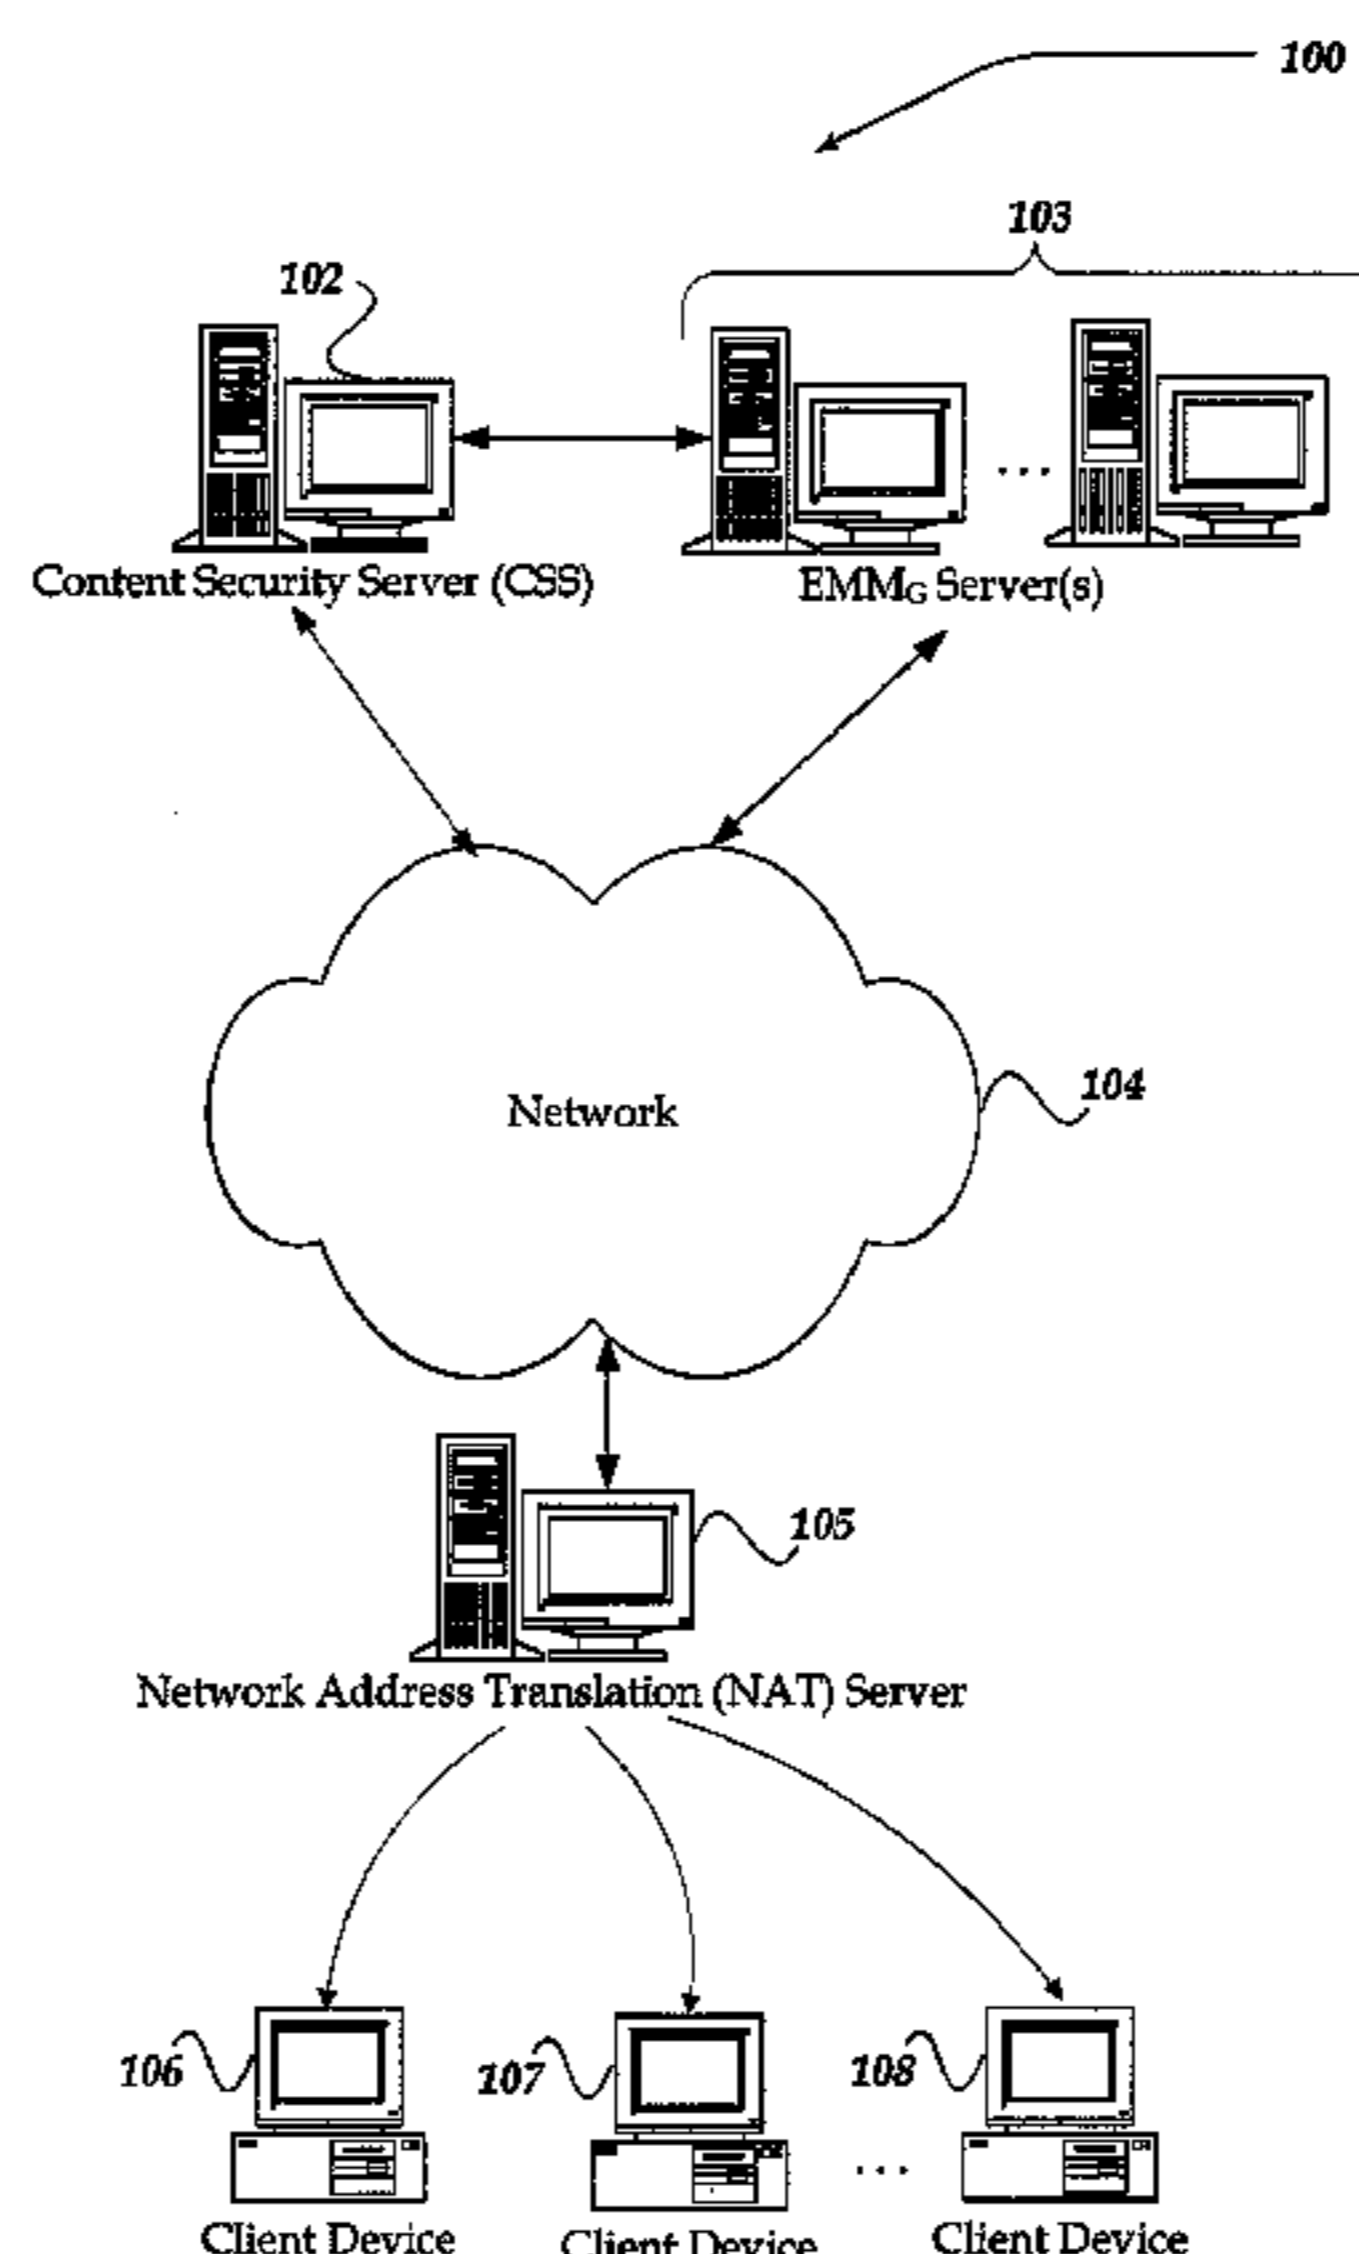 100
103
102
Content Security Server (CSS)
EMMG Server(s)
Network
104
105
Network Address Translation (NAT) Server
106
107
108
Client Device
Client Device
Client Device